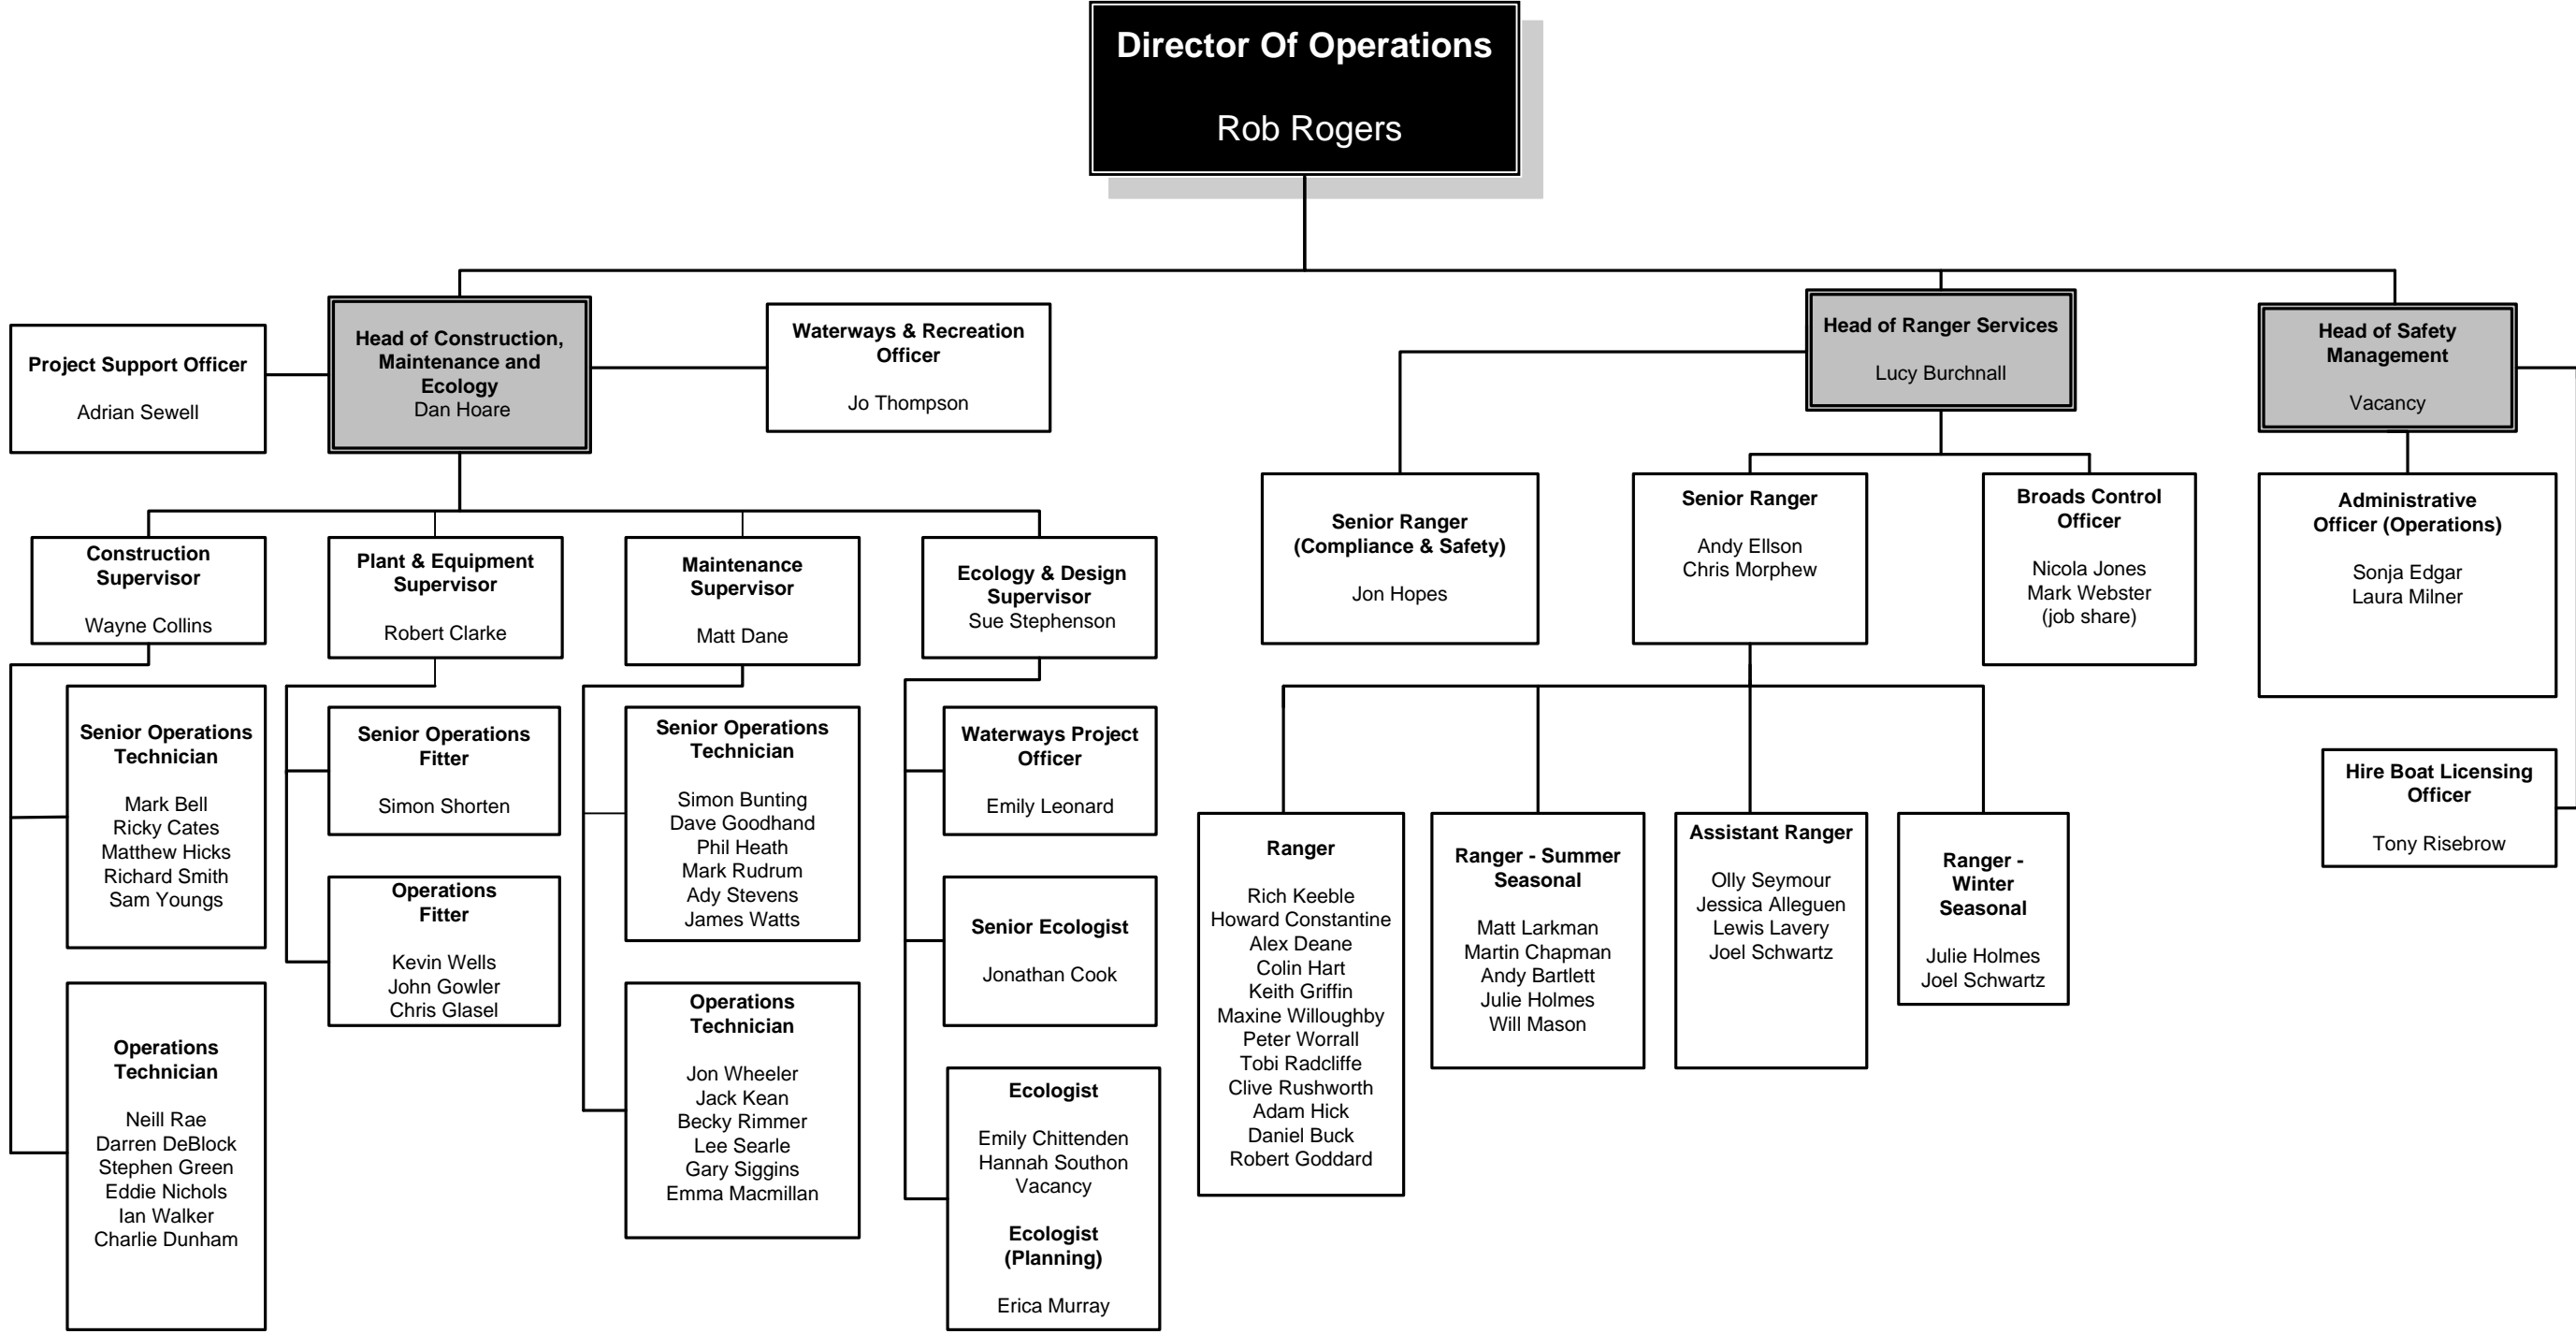 Director Of Operations
Rob Rogers
Project Support Officer
Adrian Sewell
Head of Construction,
Maintenance and
Ecology
Dan Hoare
Waterways & Recreation
Officer
Jo Thompson
Head of Ranger Services
Lucy Burchnall
Head of Safety
Management
Vacancy
Construction
Supervisor
Wayne Collins
Plant & Equipment
Supervisor
Robert Clarke
Maintenance
Supervisor
Matt Dane
Ecology & Design
Supervisor
Sue Stephenson
Senior Ranger
(Compliance & Safety)
Jon Hopes
Senior Ranger
Andy Ellson
Chris Morphew
Broads Control
Officer
Nicola Jones
Mark Webster
(job share)
Administrative
Officer (Operations)
Sonja Edgar
Laura Milner
Senior Operations
Technician
Mark Bell
Ricky Cates
Matthew Hicks
Richard Smith
Sam Youngs
Operations
Technician
Neill Rae
Darren DeBlock
Stephen Green
Eddie Nichols
Ian Walker
Charlie Dunham
Senior Operations
Fitter
Simon Shorten
Operations
Fitter
Kevin Wells
John Gowler
Chris Glasel
Senior Operations
Technician
Simon Bunting
Dave Goodhand
Phil Heath
Mark Rudrum
Ady Stevens
James Watts
Operations
Technician
Jon Wheeler
Jack Kean
Becky Rimmer
Lee Searle
Gary Siggins
Emma Macmillan
Waterways Project
Officer
Emily Leonard
Senior Ecologist
Jonathan Cook
Ecologist
Emily Chittenden
Hannah Southon
Vacancy
Ecologist
(Planning)
Erica Murray
Ranger
Rich Keeble
Howard Constantine
Alex Deane
Colin Hart
Keith Griffin
Maxine Willoughby
Peter Worrall
Tobi Radcliffe
Clive Rushworth
Adam Hick
Daniel Buck
Robert Goddard
Ranger - Summer
Seasonal
Matt Larkman
Martin Chapman
Andy Bartlett
Julie Holmes
Will Mason
Assistant Ranger
Olly Seymour
Jessica Alleguen
Lewis Lavery
Joel Schwartz
Ranger -
Winter
Seasonal
Julie Holmes
Joel Schwartz
Hire Boat Licensing
Officer
Tony Risebrow